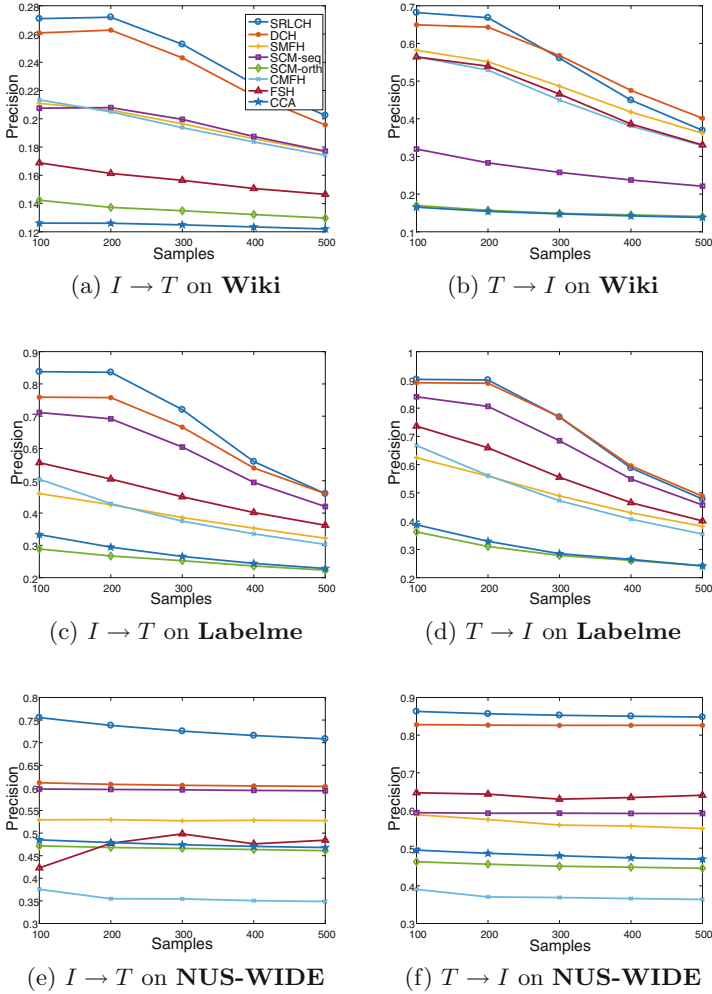 0.28
0.26
0.24
0.22
0.2
0.18
0.16
0.14
0.12
Precision
SRLCH
DCH
SMFH
SCM-seq
SCM-orth
CMFH
FSH
CCA
100 200 300 400 500
Samples
(a) I → T on Wiki
0.7
0.6
0.5
0.4
0.3
0.2
0.1
Precision
100 200 300 400 500
Samples
(b) T → I on Wiki
0.9
0.8
0.7
0.6
0.5
0.4
0.3
0.2
Precision
100 200 300 400 500
Samples
(c) I → T on Labelme
1
0.9
0.8
0.7
0.6
0.5
0.4
0.3
0.2
Precision
100 200 300 400 500
Samples
(d) T → I on Labelme
0.8
0.75
0.7
0.65
0.6
0.55
0.5
0.45
0.4
0.35
0.3
Precision
100 200 300 400 500
Samples
(e) I → T on NUS-WIDE
0.9
0.8
0.7
0.6
0.5
0.4
0.3
Precision
100 200 300 400 500
Samples
(f) T → I on NUS-WIDE